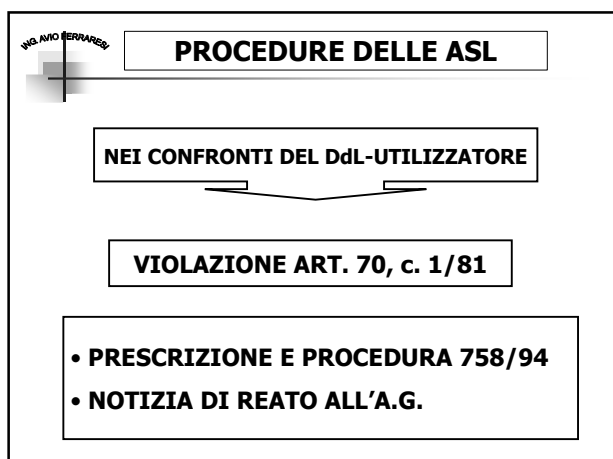 ING. AVIO FERRARESI
PROCEDURE DELLE ASL
NEI CONFRONTI DEL DdL-UTILIZZATORE
VIOLAZIONE ART. 70, c. 1/81
• PRESCRIZIONE E PROCEDURA 758/94
• NOTIZIA DI REATO ALL'A.G.